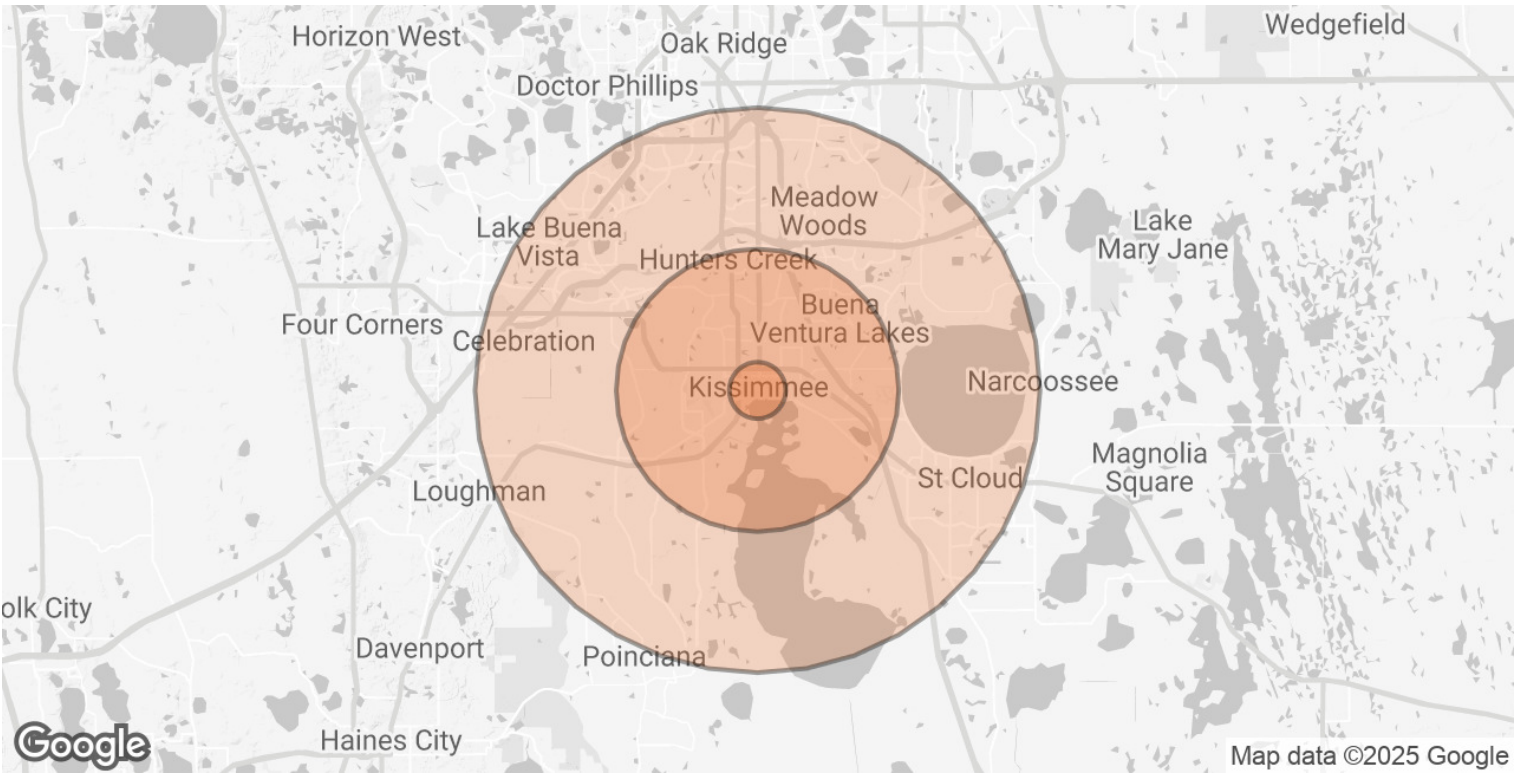 Horizon West
Oak Ridge
Wedgefield
Doctor Phillips
Meadow
Woods
Lake Buena
Vista
Lake
Mary Jane
Hunters Creek
Buena
Ventura Lakes
Four Corners
Celebration
Kissimmee
Narcoossee
Magnolia
Square
St Cloud
Loughman
olk City
Davenport
Poinciana
Haines City
Google
Map data ©2025 Google